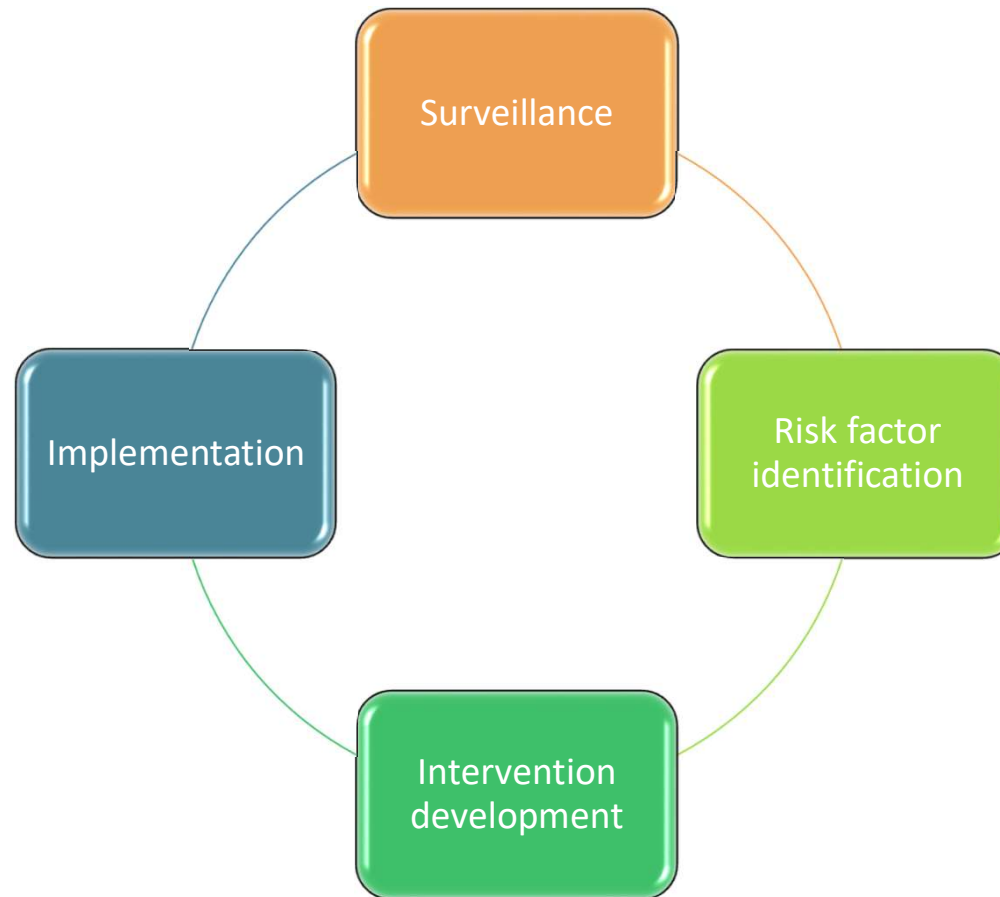 Surveillance
Risk factor
identification
Intervention
development
Implementation